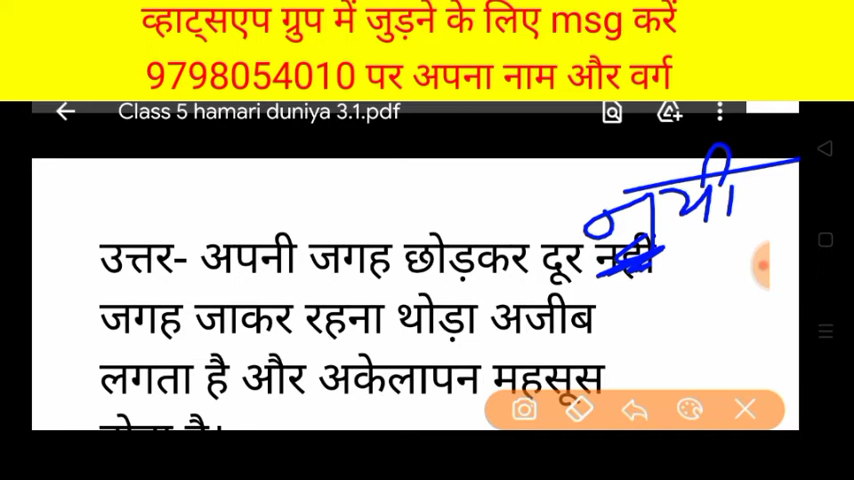 व्हाट्सएप ग्रुप में जुड़ने के लिए msg करें
9798054010 पर अपना नाम और वर्ग
Class 5 hamari duniya 3.1.pdf
नयी
उत्तर- अपनी जगह छोड़कर दूर नहीं
जगह जाकर रहना थोड़ा अजीब
लगता है और अकेलापन महसूस
होता है।